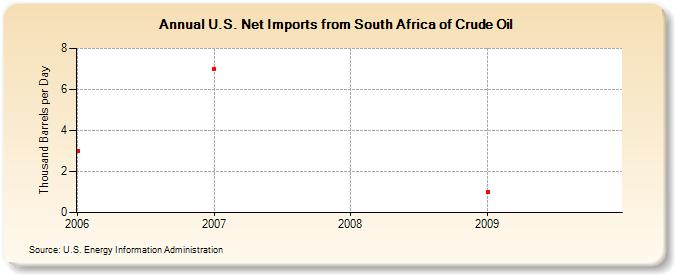 Annual U.S. Net Imports from South Africa of Crude Oil
Thousand Barrels per Day
8
6
4
2
0
2006 2007 2008 2009
Source: U.S. Energy Information Administration